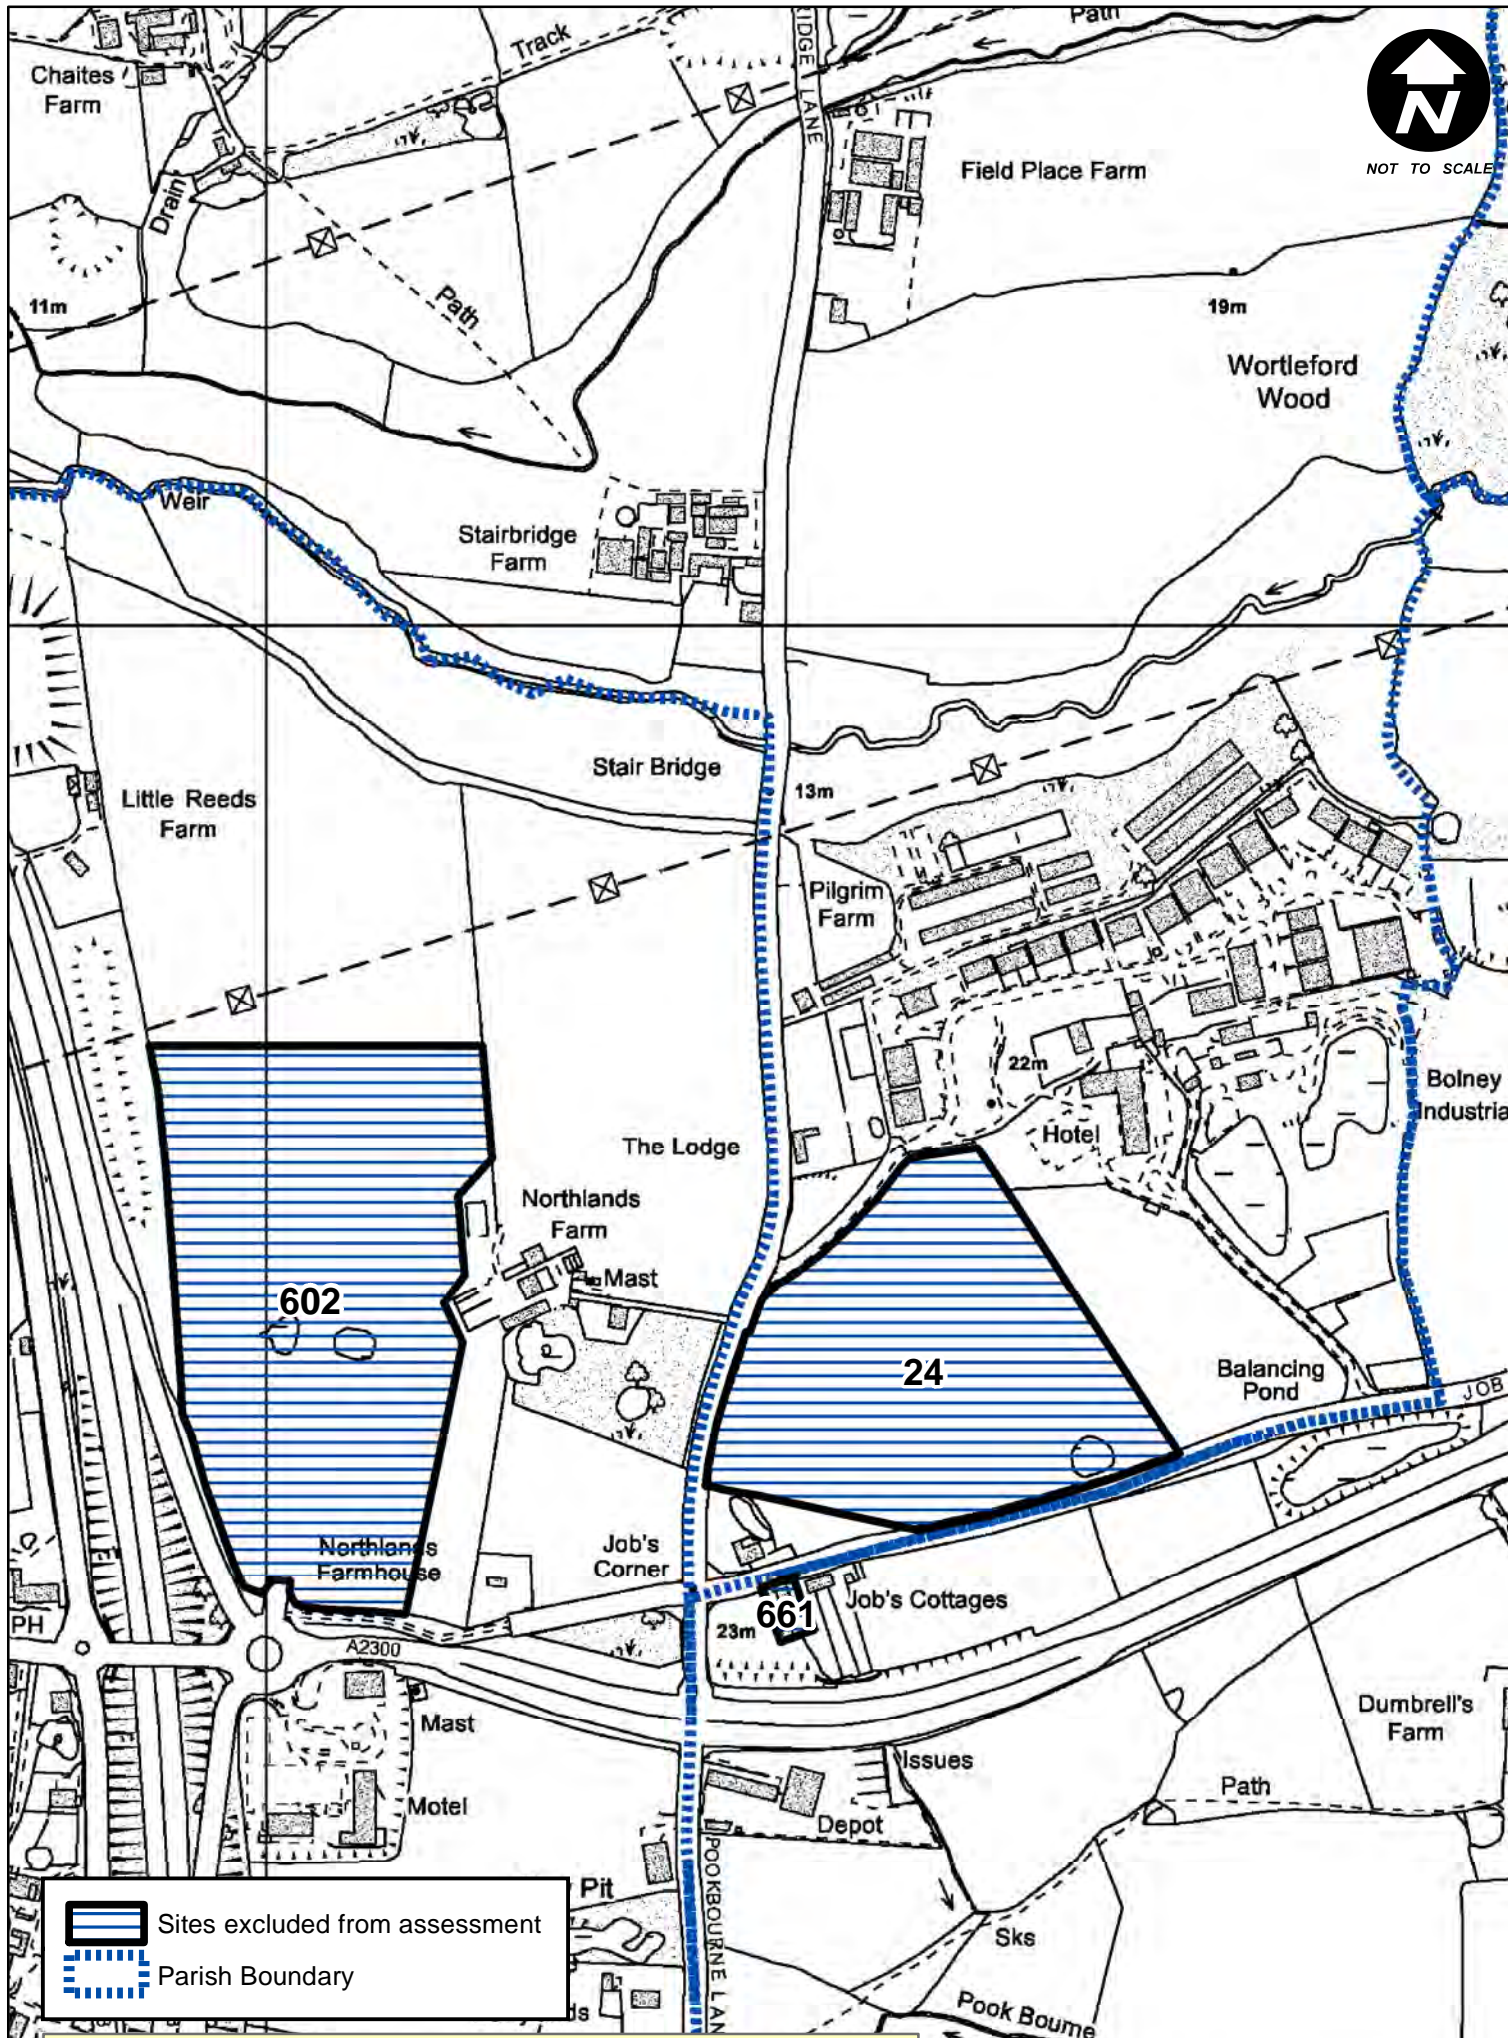 Path
Track
RIDGE LANE
Chaites
Farm
N
NOT TO SCALE
Field Place Farm
Drain
Path
11m
19m
Wortleford
Wood
Weir
Stairbridge
Farm
Stair Bridge
13m
Little Reeds
Farm
Pilgrim
Farm
22m
Bolney
Industria
Hotel
The Lodge
Northlands
Farm
Mast
602
24
Balancing
Pond
JOB
Northlands
Farmhouse
Job's
Corner
Job's Cottages
661
23m
PH
A2300
Mast
Dumbrell's
Farm
Issues
Path
Motel
Depot
POOKBOURNE LAN
Pit
Sites excluded from assessment
Parish Boundary
Sks
ds
Pook Bourne